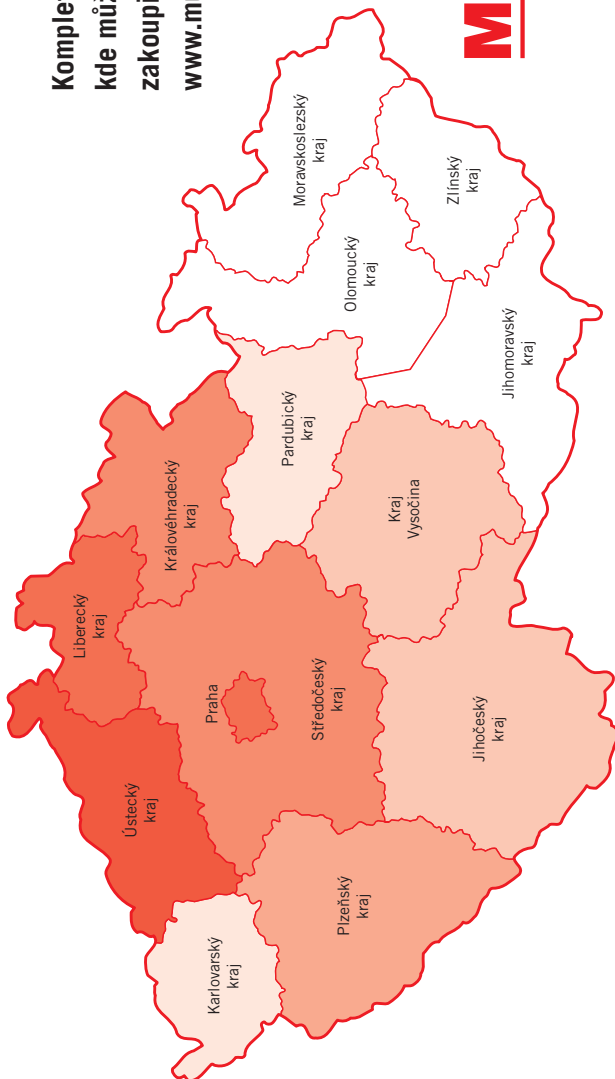 Komple
kde můž
zakoupi
www.m
M
Liberecký
kraj
Ústecký
kraj
Královéhradecký
kraj
Praha
Karlovarský
kraj
Středočeský
kraj
Pardubický
kraj
Moravskoslezský
kraj
Plzeňský
kraj
Olomoucký
kraj
Kraj
Vysočina
Zlínský
kraj
Jihočeský
kraj
Jihomoravský
kraj